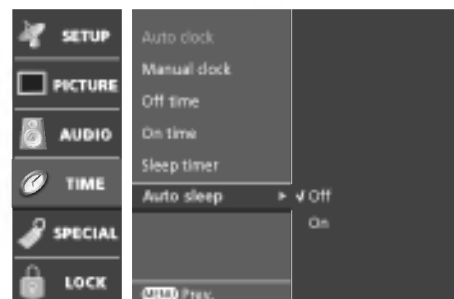 SETUP
PICTURE
AUDIO
TIME
SPECIAL
LOCK
Auto clock
Manual clock
Off time
On time
Sleep timer
Auto sleep ► ✓ Off
On
MENU Prev.